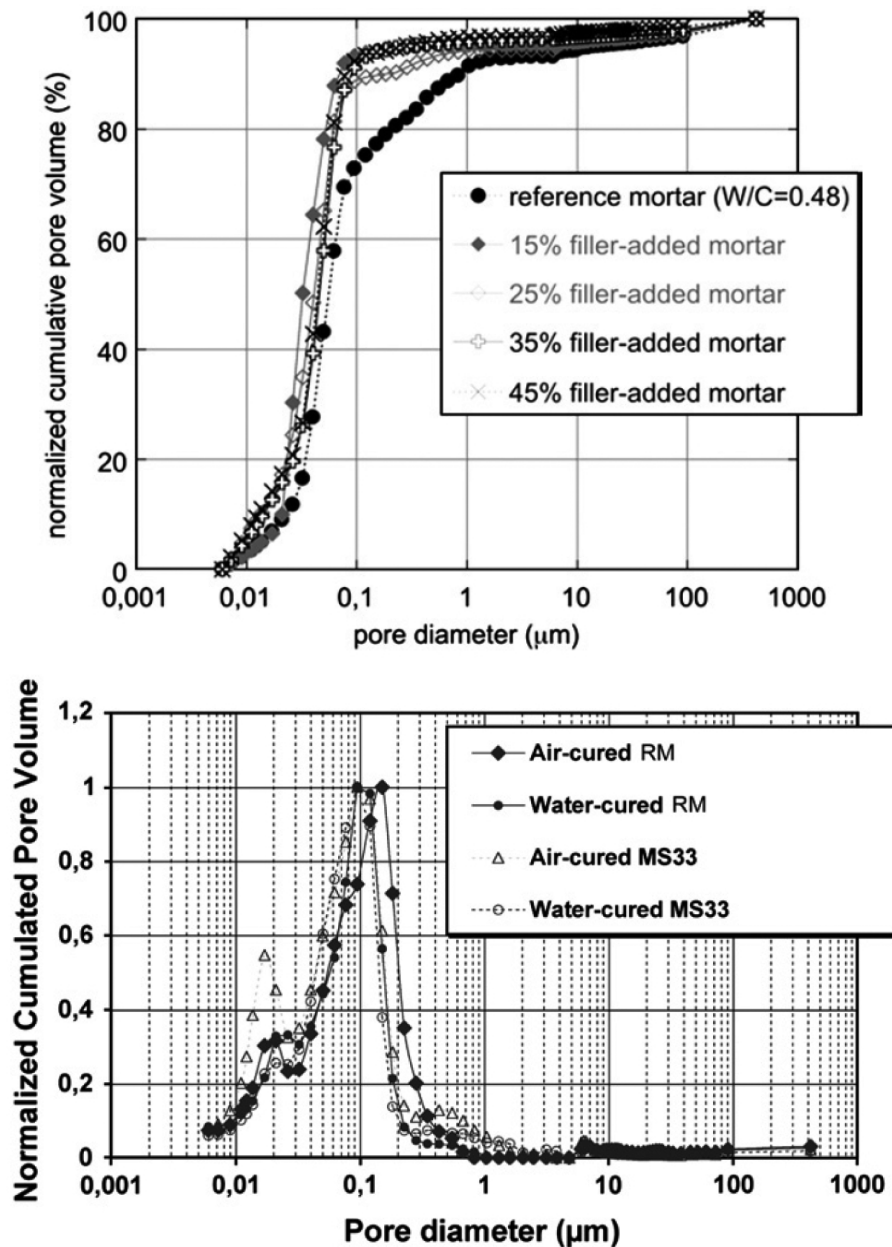 normalized cumulative pore volume (%)
100
80
60
40
20
0
reference mortar (W/C=0.48)
15% filler-added mortar
25% filler-added mortar
35% filler-added mortar
45% filler-added mortar
0,001 0,01 0,1 1 10 100 1000
pore diameter (μm)
Normalized Cumulated Pore Volume
1,2
1
0,8
0,6
0,4
0,2
0
Air-cured RM
Water-cured RM
Air-cured MS33
Water-cured MS33
0,001 0,01 0,1 1 10 100 1000
Pore diameter (μm)